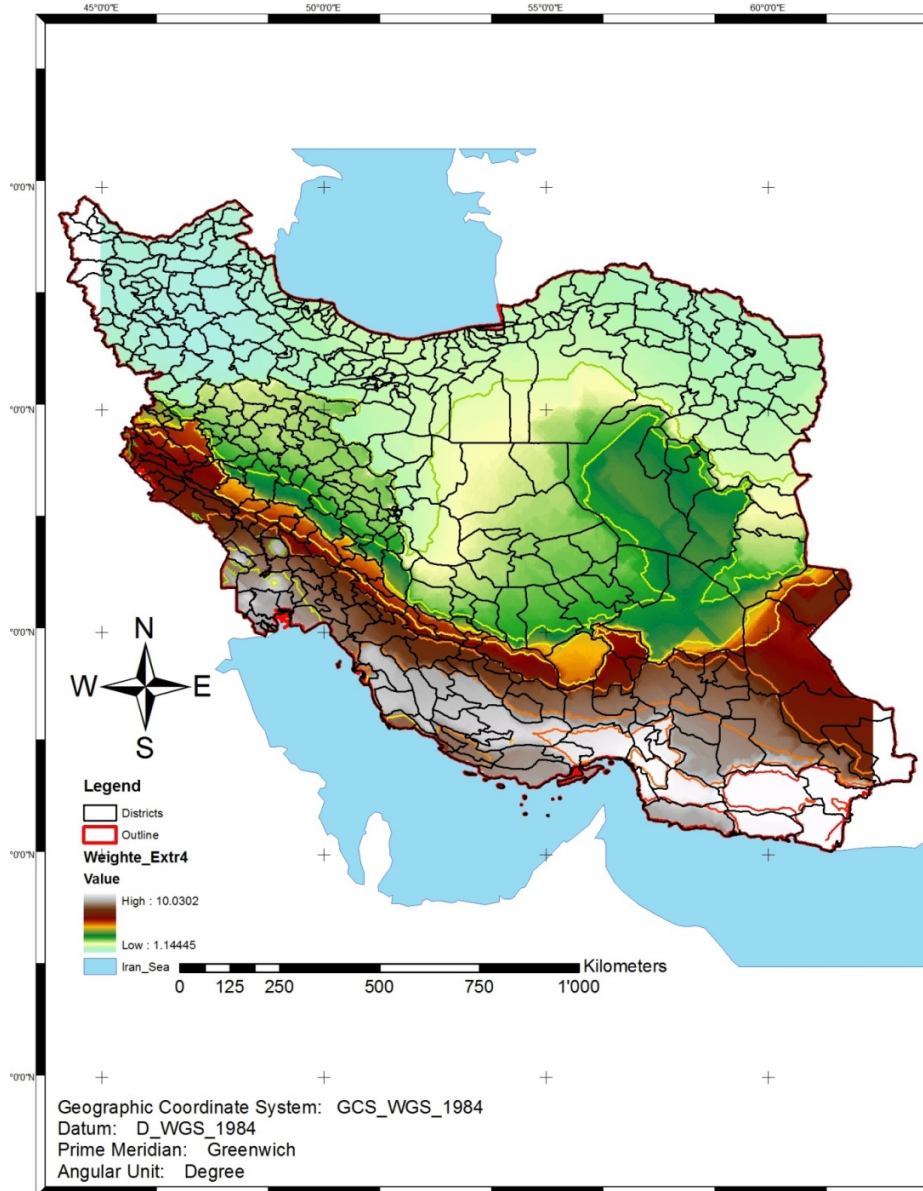 45°0'0"E 50°0'0"E 55°0'0"E 60°0'0"E
°0'0"N
°0'0"N
°0'0"N
°0'0"N
°0'0"N
N
W E
S
Legend
Districts
Outline
Weighte_Extr4
Value
High : 10.0302
Low : 1.14445
Iran_Sea
Kilometers
0 125 250 500 750 1'000
Geographic Coordinate System: GCS_WGS_1984
Datum: D_WGS_1984
Prime Meridian: Greenwich
Angular Unit: Degree